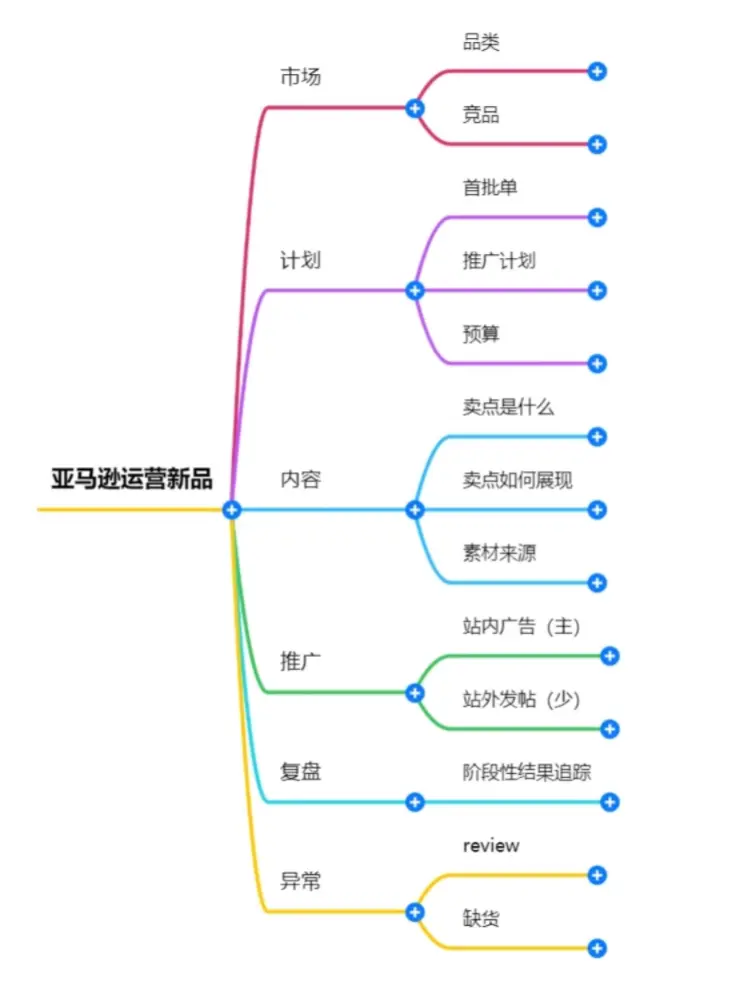 亚马逊运营新品
市场
品类
竞品
计划
首批单
推广计划
预算
内容
卖点是什么
卖点如何展现
素材来源
推广
站内广告（主）
站外发帖（少）
复盘
阶段性结果追踪
异常
review
缺货